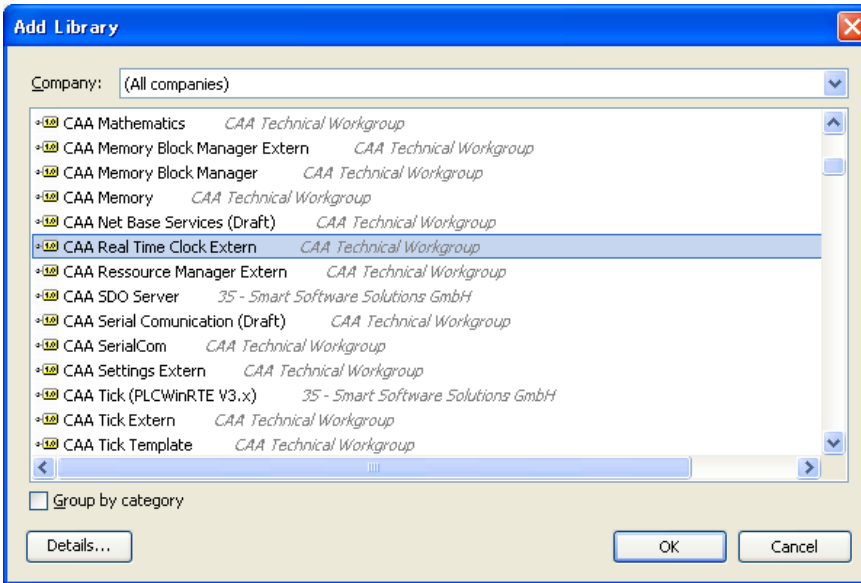 Add Library
Company: (All companies)
CAA Mathematics CAA Technical Workgroup
CAA Memory Block Manager Extern CAA Technical Workgroup
CAA Memory Block Manager CAA Technical Workgroup
CAA Memory CAA Technical Workgroup
CAA Net Base Services (Draft) CAA Technical Workgroup
CAA Real Time Clock Extern CAA Technical Workgroup
CAA Ressource Manager Extern CAA Technical Workgroup
CAA SDO Server 3S - Smart Software Solutions GmbH
CAA Serial Comunication (Draft) CAA Technical Workgroup
CAA SerialCom CAA Technical Workgroup
CAA Settings Extern CAA Technical Workgroup
CAA Tick (PLCWinRTE V3.x) 3S - Smart Software Solutions GmbH
CAA Tick Extern CAA Technical Workgroup
CAA Tick Template CAA Technical Workgroup
Group by category
Details... OK Cancel